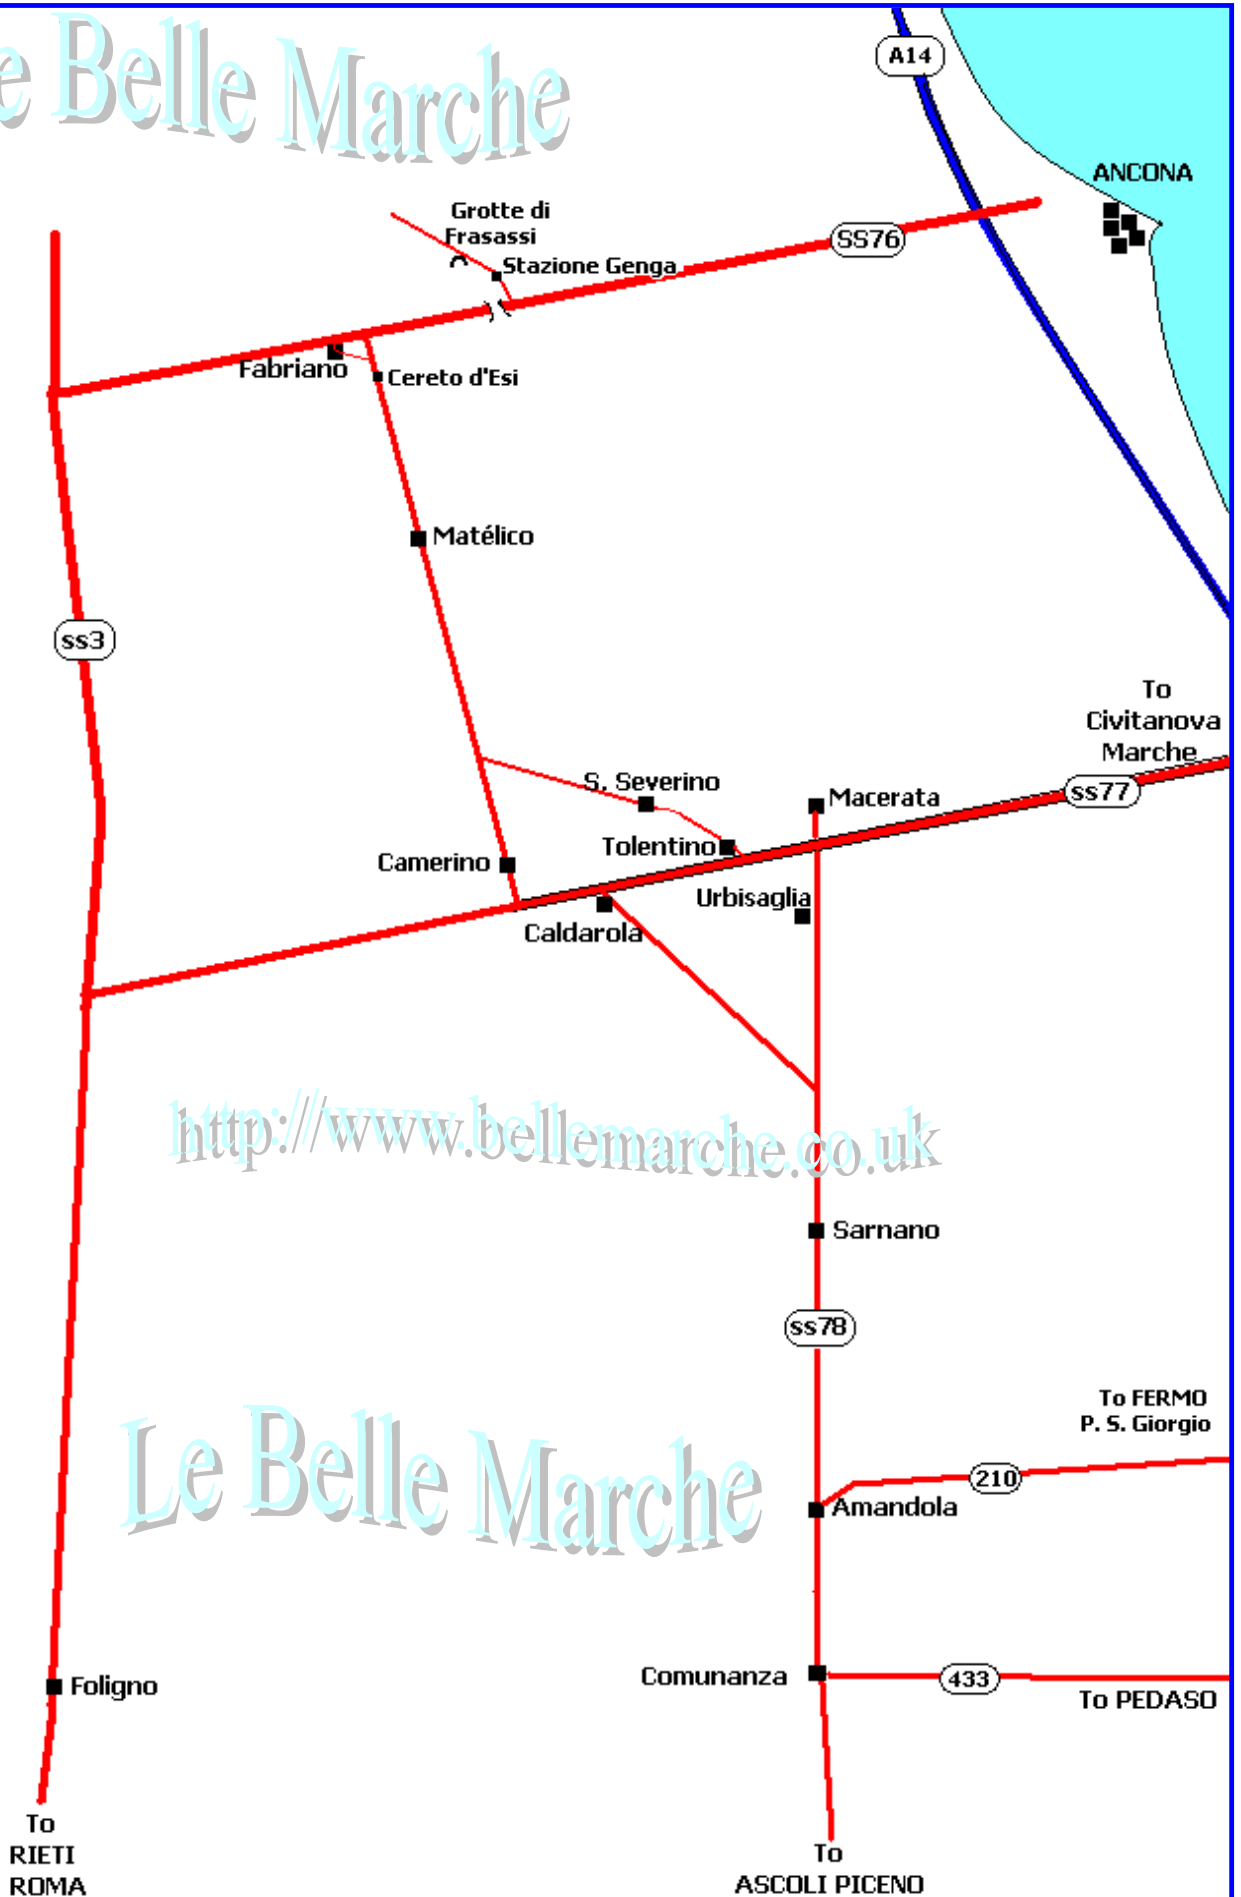 e Belle Marche
A14
ANCONA
Grotte di
Frasassi
SS76
Stazione Genga
Fabriano
Cereto d'Esi
Matélico
ss3
To
Civitanova
Marche
S. Severino
ss77
Macerata
Tolentino
Camerino
Urbisaglia
Caldarola
http://www.bellemarche.co.uk
Sarnano
ss78
To FERMO
P. S. Giorgio
Le Belle Marche
210
Amandola
Comunanza
433
Foligno
To PEDASO
To
RIETI
ROMA
To
ASCOLI PICENO